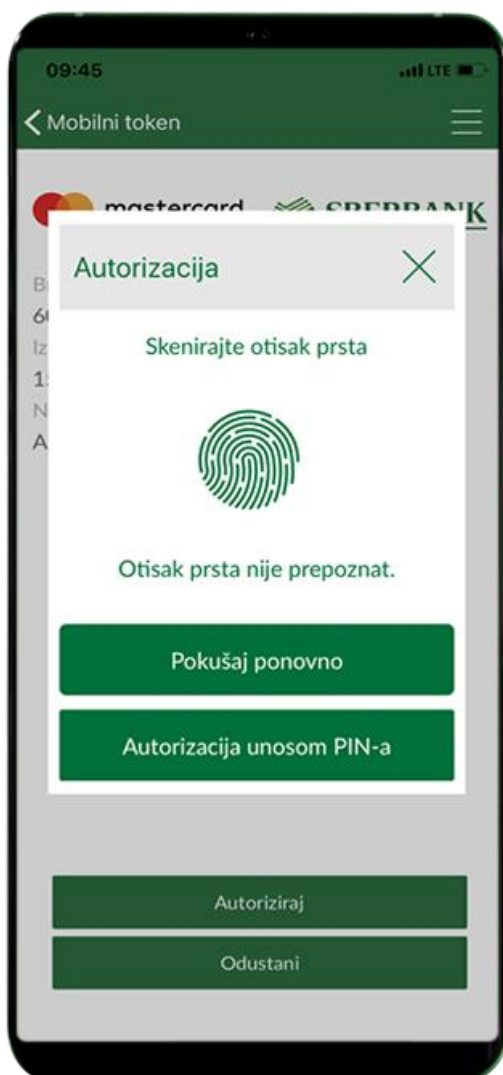 09:45
LTE
Mobilni token
mastercard
SBERBANK
Autorizacija
Skenirajte otisak prsta
Otisak prsta nije prepoznat.
Pokušaj ponovno
Autorizacija unosom PIN-a
Autoriziraj
Odustani